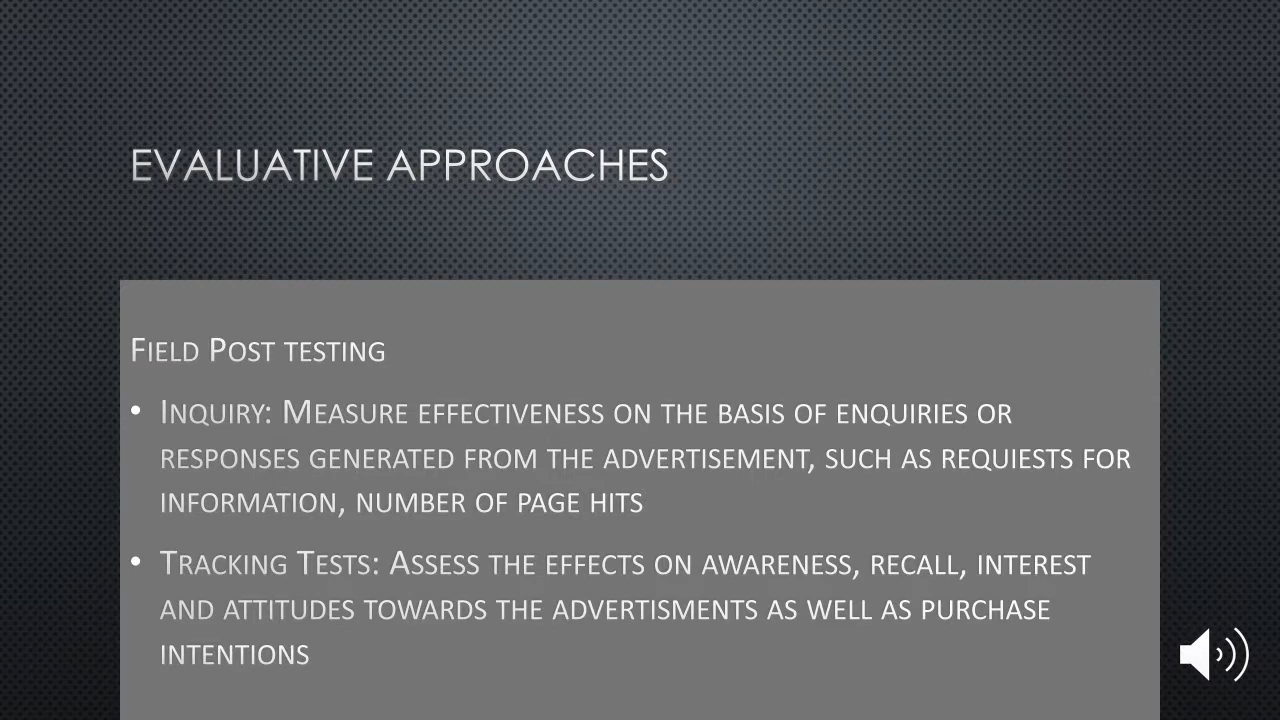 EVALUATIVE APPROACHES
FIELD POST TESTING
• INQUIRY: MEASURE EFFECTIVENESS ON THE BASIS OF ENQUIRIES OR
RESPONSES GENERATED FROM THE ADVERTISEMENT, SUCH AS REQUIESTS FOR
INFORMATION, NUMBER OF PAGE HITS
• TRACKING TESTS: ASSESS THE EFFECTS ON AWARENESS, RECALL, INTEREST
AND ATTITUDES TOWARDS THE ADVERTISMENTS AS WELL AS PURCHASE
INTENTIONS